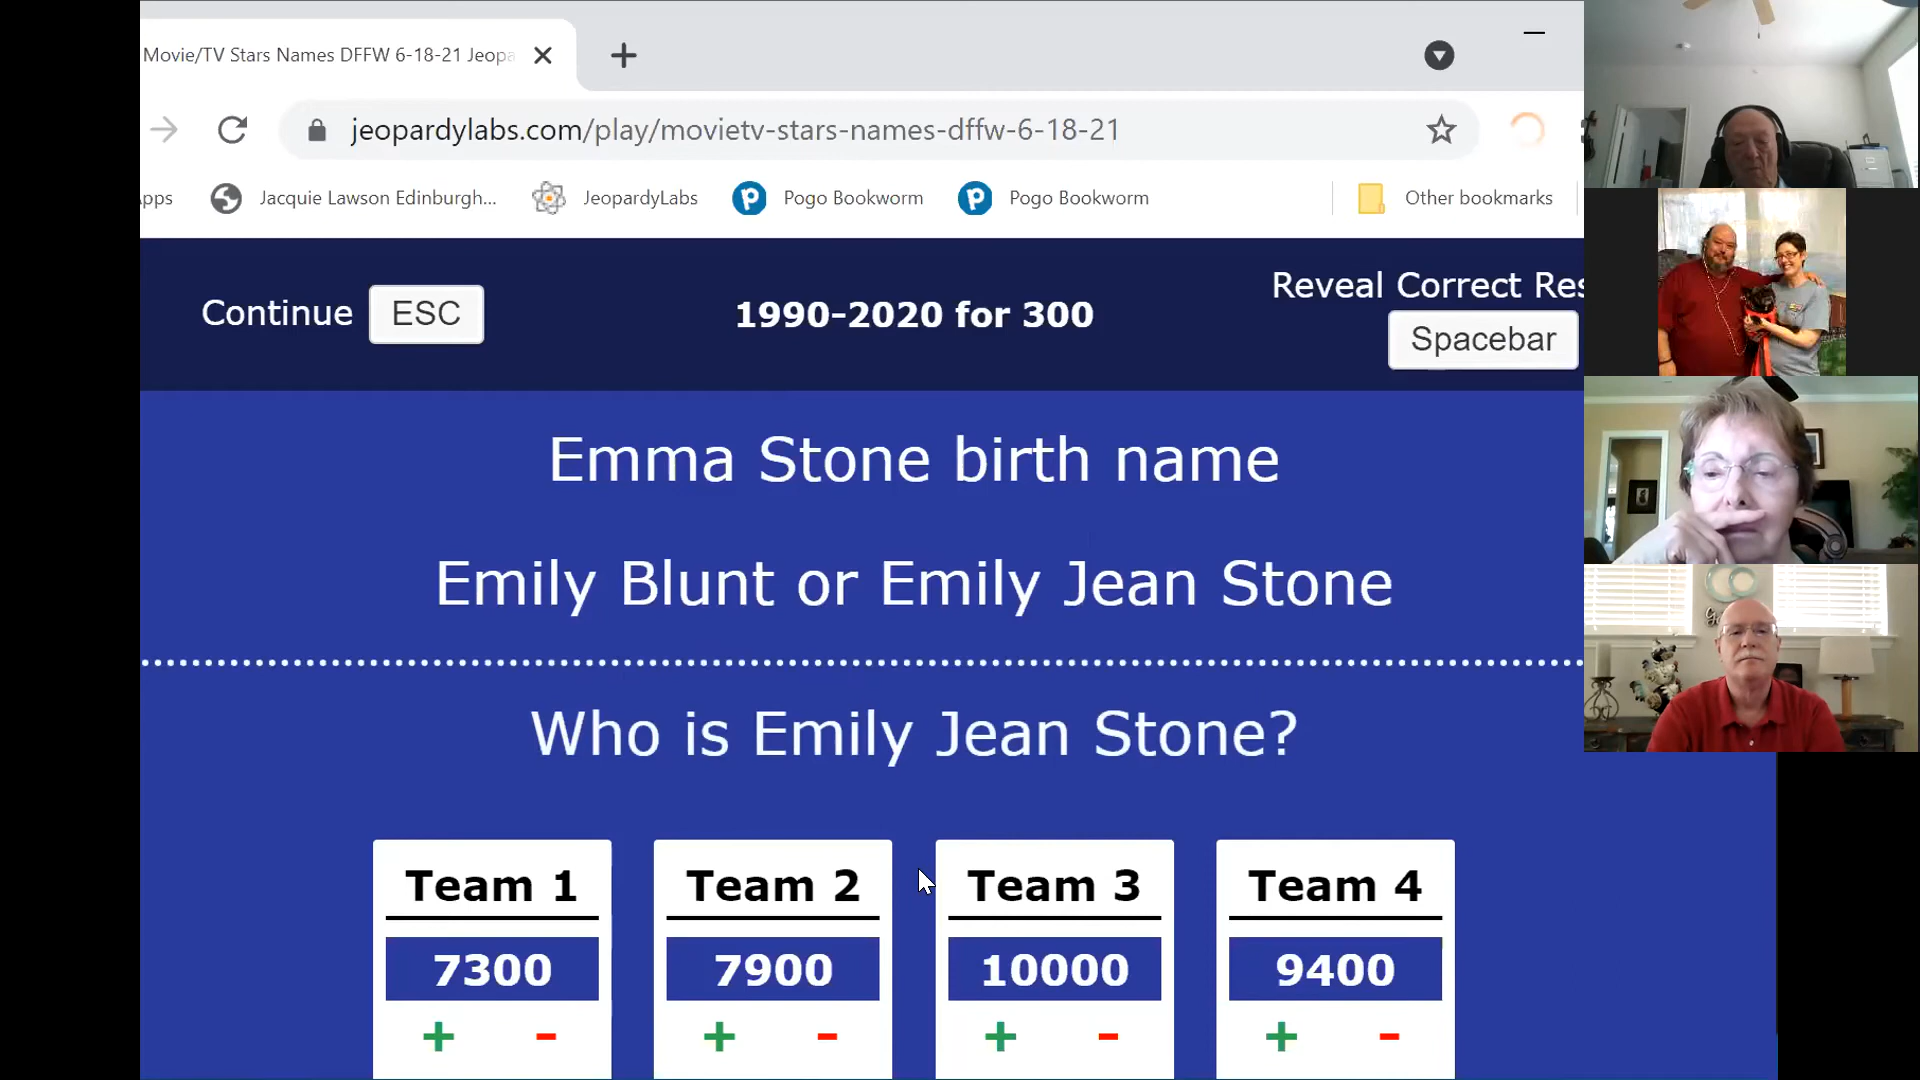 Movie/TV Stars Names DFFW 6-18-21 Jeopa
jeopardylabs.com/play/movietv-stars-names-dffw-6-18-21
pps
Jacquie Lawson Edinburgh...
JeopardyLabs
Pogo Bookworm
Pogo Bookworm
Other bookmarks
Continue ESC
1990-2020 for 300
Reveal Correct Res
Spacebar
Emma Stone birth name
Emily Blunt or Emily Jean Stone
Who is Emily Jean Stone?
Team 1
Team 2
Team 3
Team 4
7300
7900
10000
9400
+ -
+ -
+ -
+ -